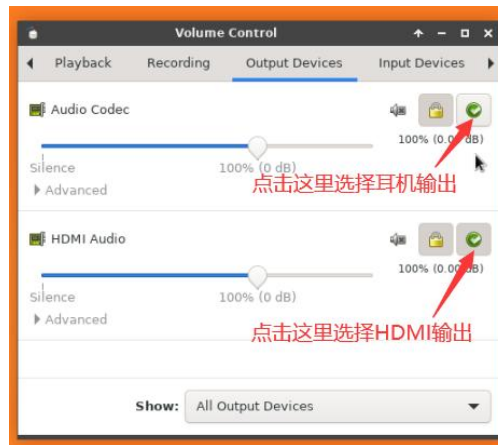 Volume Control
Playback Recording Output Devices Input Devices
Audio Codec
100% (0.00 dB)
Silence 100% (0 dB)
点击这里选择耳机输出
Advanced
HDMI Audio
100% (0.00 dB)
Silence 100% (0 dB)
Advanced
点击这里选择HDMI输出
Show: All Output Devices